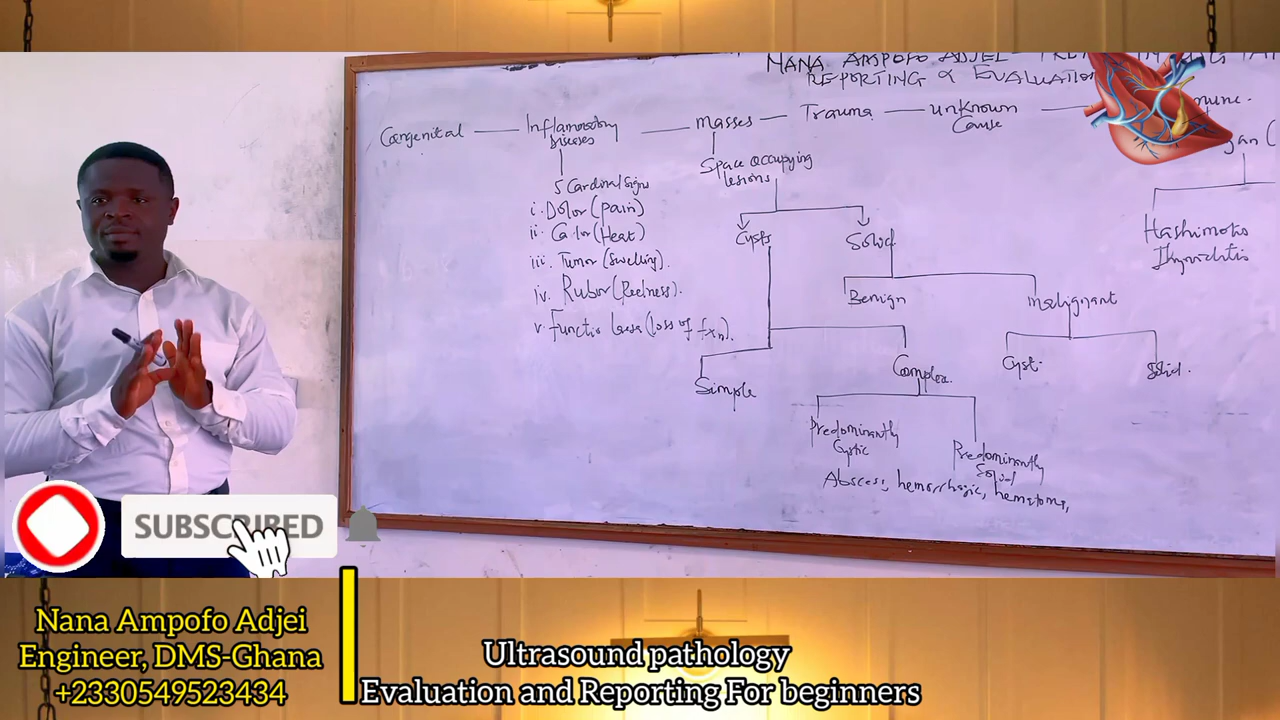 NANA AMPOFO ADJEI
REPORTING & EVALUATION
Congenital — Inflammatory — masses — Trauma — unknown
diseases
Cause
Space occupying
lesions
5 Cardinal Signs
i. Dolor (pain)
ii. Calor (Heat)
iii. Tumor (Swelling).
iv. Rubor (Redness).
v. Functio laesa (loss of fxn).
Cysts
Solid
Benign
malignant
Simple
Complex.
Cysti
Solid.
Predominantly
Cystic
Predominantly
Solid
Abscess, hemorrhagic, hematoma,
Hashimotos
thyroiditis
SUBSCRIBED
Nana Ampofo Adjei
Engineer, DMS-Ghana
+2330549523434
Ultrasound pathology
Evaluation and Reporting For beginners